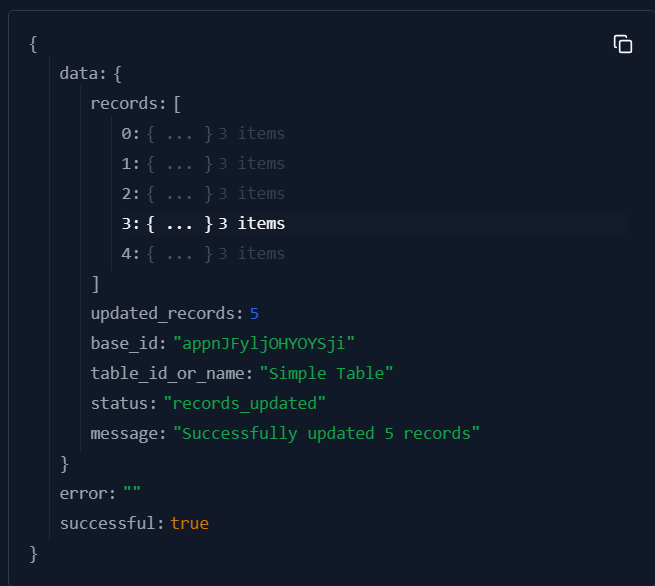 {
data: {
records: [
0: { ... } 3 items
1: { ... } 3 items
2: { ... } 3 items
3: { ... } 3 items
4: { ... } 3 items
]
updated_records: 5
base_id: "appnJFyljOHYOYSji"
table_id_or_name: "Simple Table"
status: "records_updated"
message: "Successfully updated 5 records"
}
error: ""
successful: true
}